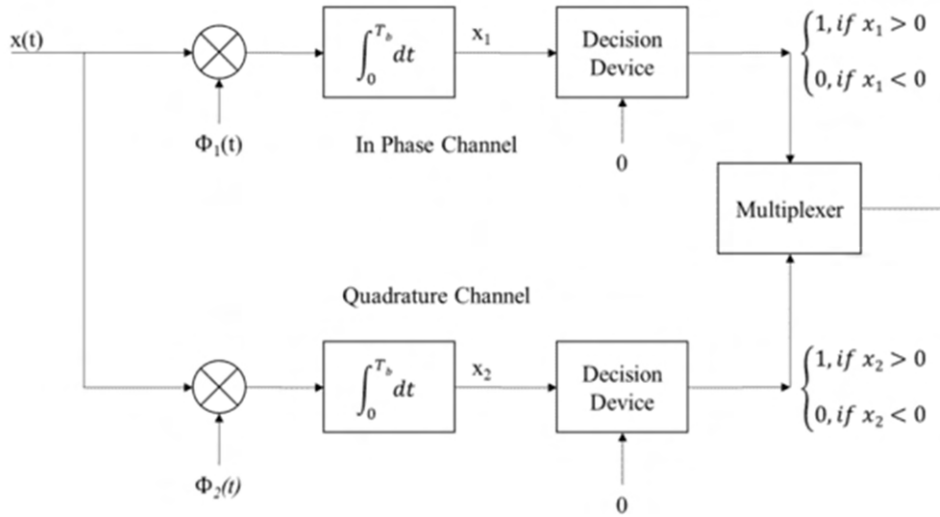 x(t)
∫₀^{T_b} dt
x₁
Decision
Device
{1, if x₁ > 0
0, if x₁ < 0
Φ₁(t)
In Phase Channel
0
Multiplexer
Quadrature Channel
∫₀^{T_b} dt
x₂
Decision
Device
{1, if x₂ > 0
0, if x₂ < 0
Φ₂(t)
0